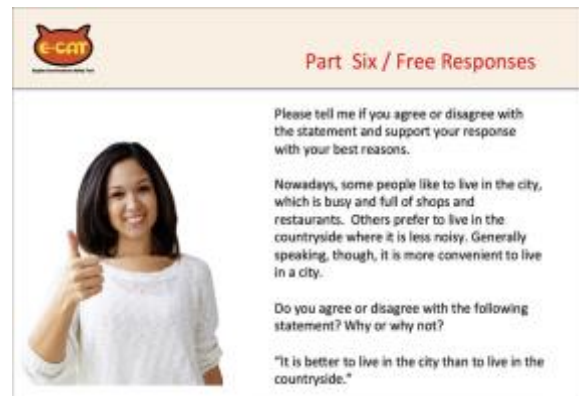 E-CAT
Part Six / Free Responses
Please tell me if you agree or disagree with
the statement and support your response
with your best reasons.
Nowadays, some people like to live in the city,
which is busy and full of shops and
restaurants. Others prefer to live in the
countryside where it is less noisy. Generally
speaking, though, it is more convenient to live
in a city.
Do you agree or disagree with the following
statement? Why or why not?
"It is better to live in the city than to live in the
countryside."